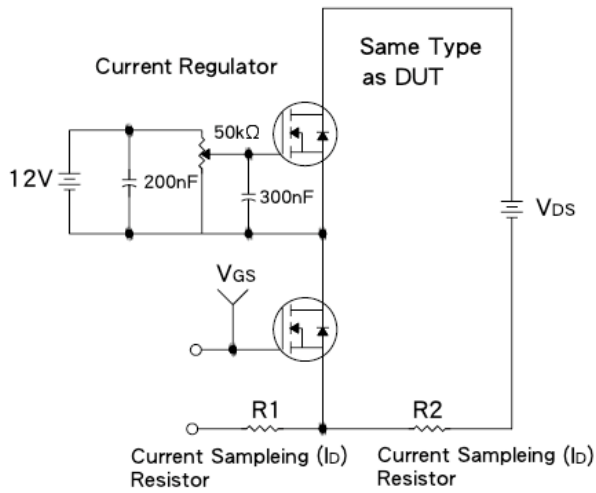 Same Type
as DUT
Current Regulator
50kΩ
12V
200nF
300nF
VDS
VGS
R1
R2
Current Sampleing (ID)
Resistor
Current Sampleing (ID)
Resistor